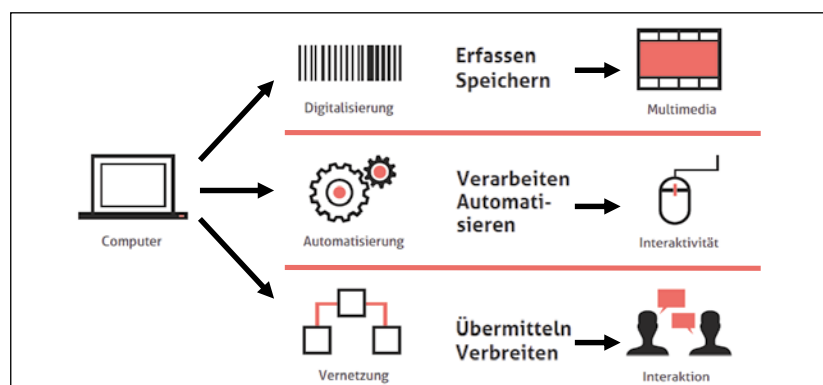 Erfassen
Speichern
Digitalisierung
Multimedia
Computer
Verarbeiten
Automati-
sieren
Automatisierung
Interaktivität
Übermitteln
Verbreiten
Vernetzung
Interaktion